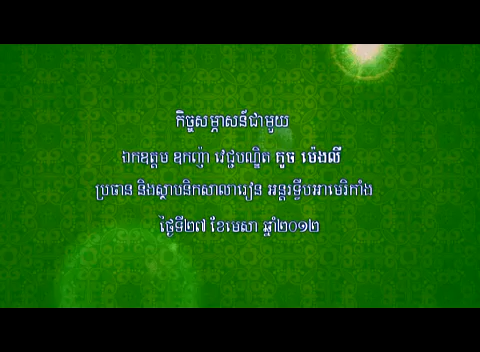 កិច្ចសម្ភាសនីជាមួយ
ឯកឧត្តម ឧកញ៉ា វេជ្ជបណ្ឌិត កួច ម៉េងលី
ប្រធាន និងស្ថាបនិកសាលារៀន អន្តរទ្វីបអាមេរិកាំង
ថ្ងៃទី២៧ ខែមេសា ឆ្នាំ២០១២